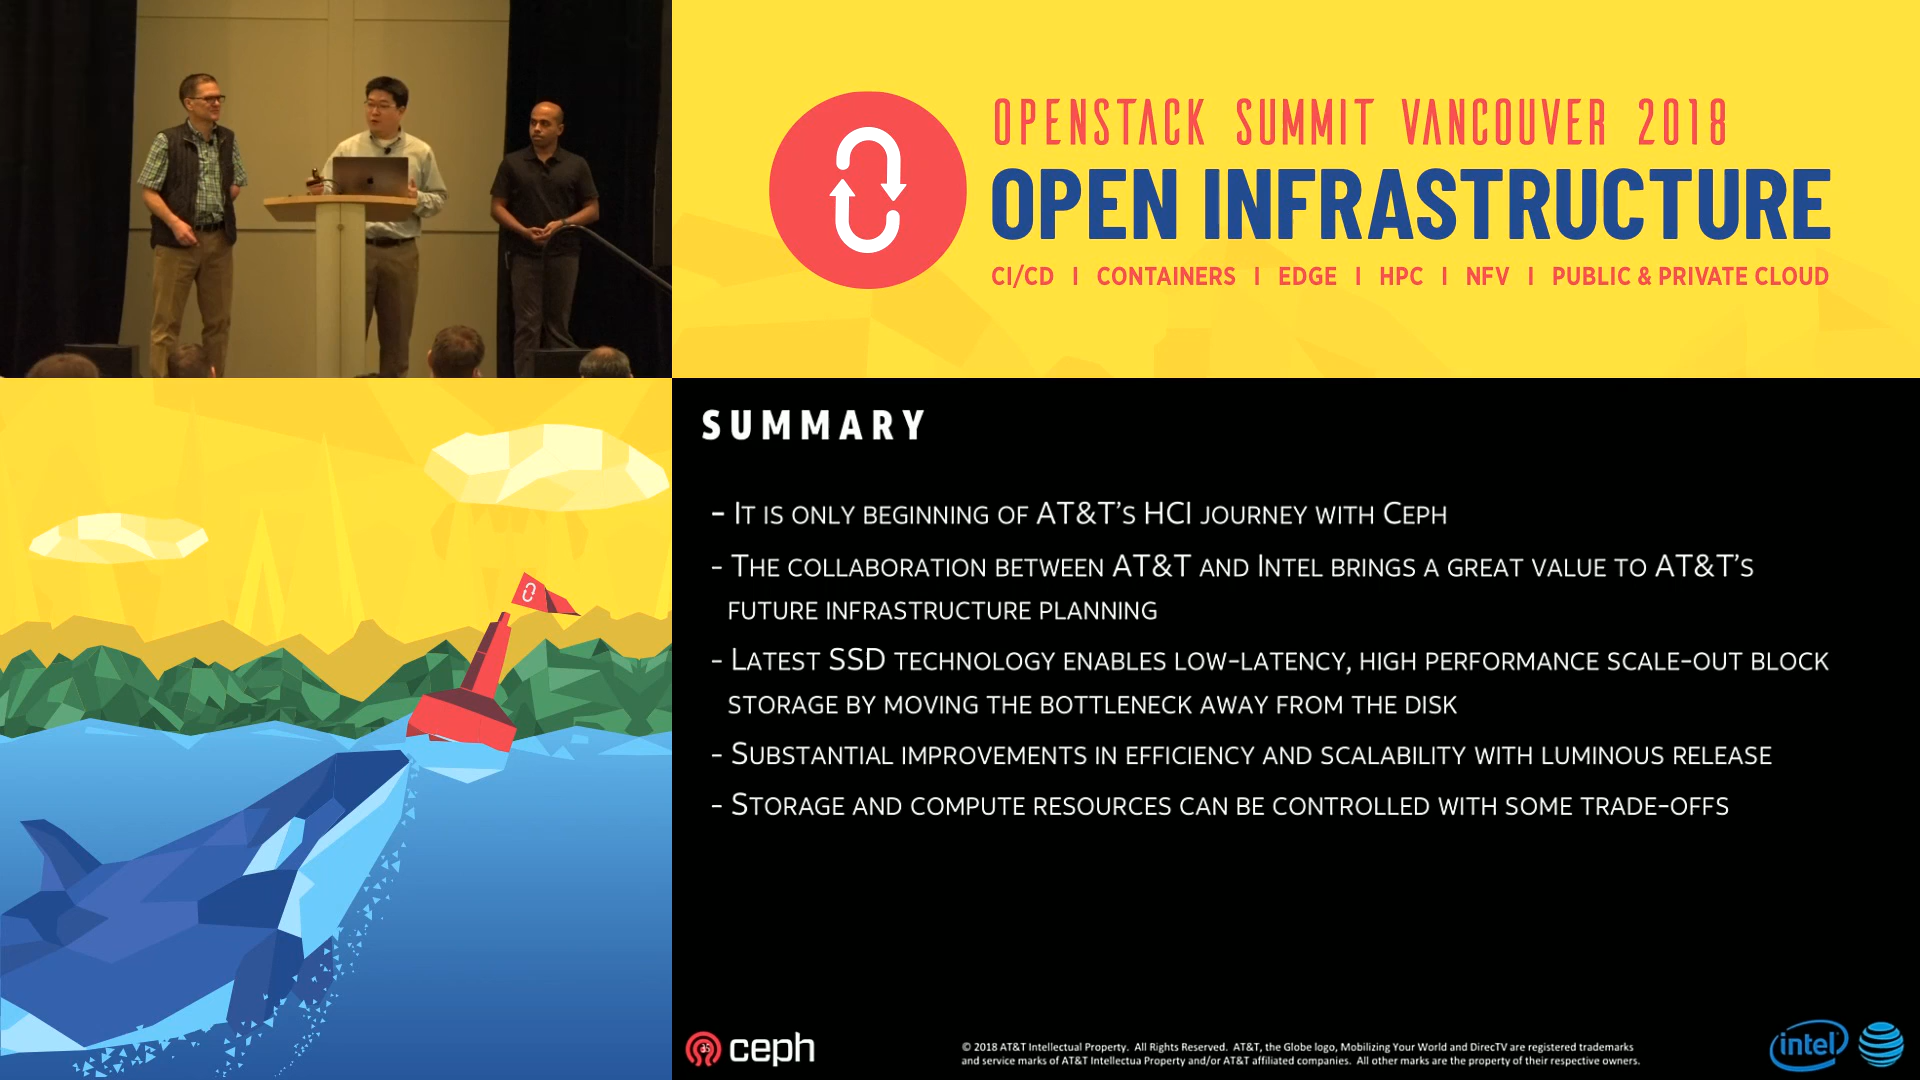 OPENSTACK SUMMIT VANCOUVER 2018
OPEN INFRASTRUCTURE
CI/CD | CONTAINERS | EDGE | HPC | NFV | PUBLIC & PRIVATE CLOUD
SUMMARY
- It is only beginning of AT&T's HCI journey with Ceph
- The collaboration between AT&T and Intel brings a great value to AT&T's
future infrastructure planning
- Latest SSD technology enables low-latency, high performance scale-out block
storage by moving the bottleneck away from the disk
- Substantial improvements in efficiency and scalability with luminous release
- Storage and compute resources can be controlled with some trade-offs
ceph
© 2018 AT&T Intellectual Property. All Rights Reserved. AT&T, the Globe logo, Mobilizing Your World and DirecTV are registered trademarks
and service marks of AT&T Intellectua Property and/or AT&T affiliated companies. All other marks are the property of their respective owners.
intel